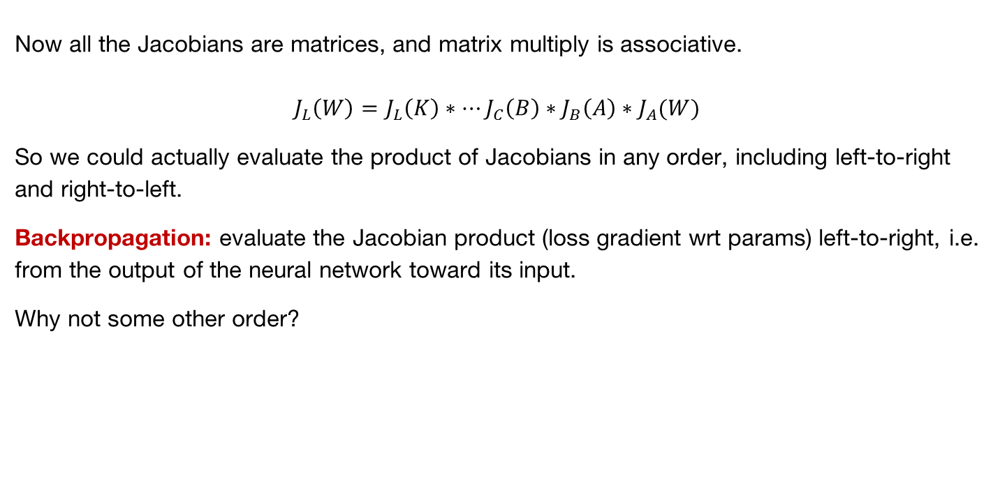 Now all the Jacobians are matrices, and matrix multiply is associative.
J_L(W) = J_L(K) * ⋯ J_C(B) * J_B(A) * J_A(W)
So we could actually evaluate the product of Jacobians in any order, including left-to-right
and right-to-left.
Backpropagation: evaluate the Jacobian product (loss gradient wrt params) left-to-right, i.e.
from the output of the neural network toward its input.
Why not some other order?